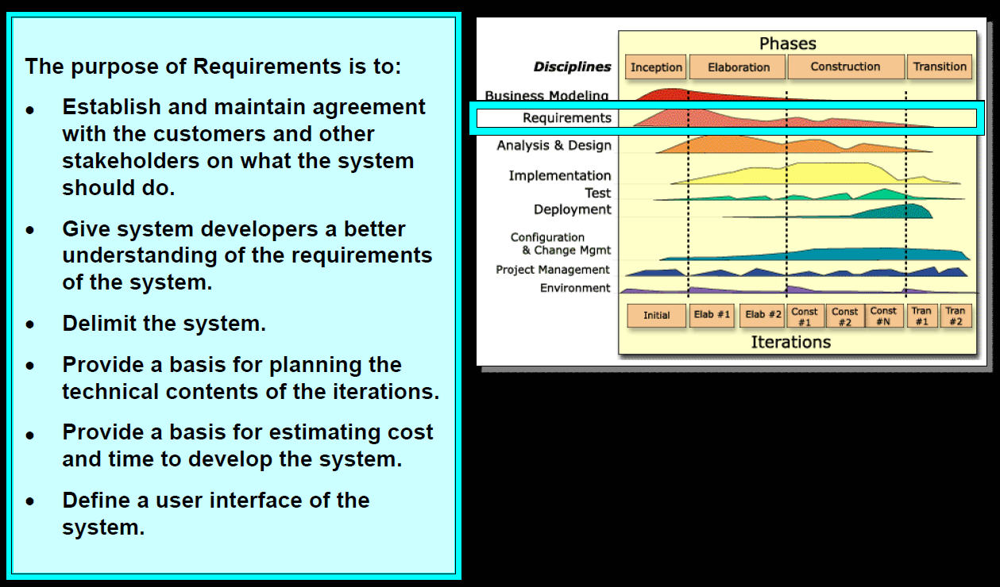 The purpose of Requirements is to:
• Establish and maintain agreement
with the customers and other
stakeholders on what the system
should do.
• Give system developers a better
understanding of the requirements
of the system.
• Delimit the system.
• Provide a basis for planning the
technical contents of the iterations.
• Provide a basis for estimating cost
and time to develop the system.
• Define a user interface of the
system.
Phases
Disciplines Inception Elaboration Construction Transition
Business Modeling
Requirements
Analysis & Design
Implementation
Test
Deployment
Configuration
& Change Mgmt
Project Management
Environment
Initial Elab #1 Elab #2 Const #1 Const #2 Const #N Tran #1 Tran #2
Iterations